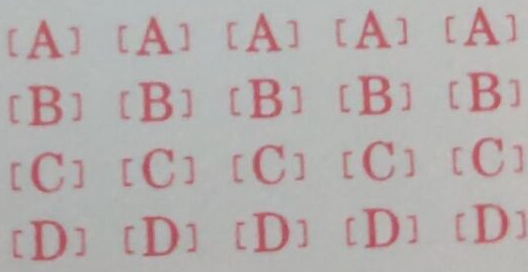 [A] [A] [A] [A] [A]
[B] [B] [B] [B] [B]
[C] [C] [C] [C] [C]
[D] [D] [D] [D] [D]